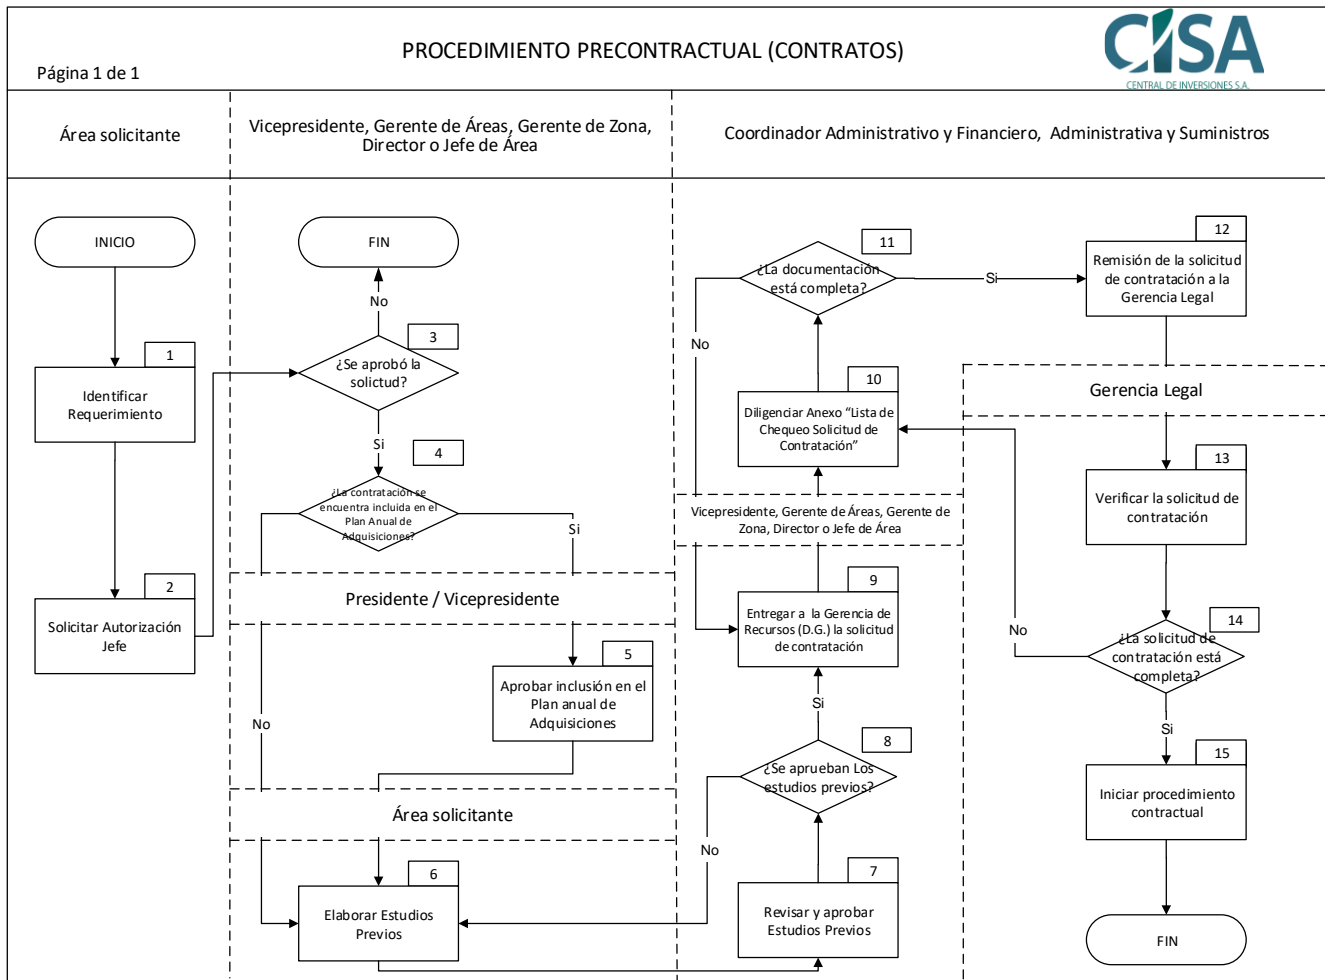 PROCEDIMIENTO PRECONTRACTUAL (CONTRATOS)
Página 1 de 1
CISA
CENTRAL DE INVERSIONES S.A.
Área solicitante
Vicepresidente, Gerente de Áreas, Gerente de Zona,
Director o Jefe de Área
Coordinador Administrativo y Financiero,  Administrativa y Suministros
INICIO
1
Identificar
Requerimiento
2
Solicitar Autorización
Jefe
FIN
No
3
¿Se aprobó la
solictud?
Si
4
¿La contratación se
encuentra incluida en el
Plan Anual de
Adquisiciones?
Si
No
Presidente / Vicepresidente
5
Aprobar inclusión en el
Plan anual de
Adquisiciones
Área solicitante
6
Elaborar Estudios
Previos
7
Revisar y aprobar
Estudios Previos
8
¿Se aprueban Los
estudios previos?
No
Si
9
Entregar a  la Gerencia de
Recursos (D.G.) la solicitud
de contratación
Vicepresidente, Gerente de Áreas, Gerente de
Zona, Director o Jefe de Área
10
Diligenciar Anexo “Lista de
Chequeo Solicitud de
Contratación”
11
¿La documentación
está completa?
No
Si
12
Remisión de la solicitud
de contratación a la
Gerencia Legal
Gerencia Legal
13
Verificar la solicitud de
contratación
14
¿La solicitud de
contratación está
completa?
No
Si
15
Iniciar procedimiento
contractual
FIN